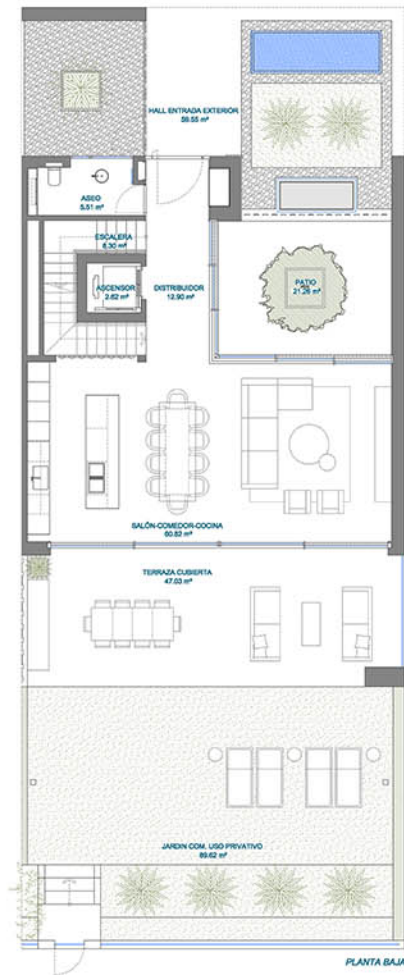 HALL ENTRADA EXTERIOR
59.55 m²
ASEO
5.51 m²
ESCALERA
8.30 m²
ASCENSOR
2.62 m²
DISTRIBUIDOR
12.90 m²
PATIO
21.26 m²
SALÓN-COMEDOR-COCINA
60.82 m²
TERRAZA CUBIERTA
47.03 m²
JARDIN COM. USO PRIVATIVO
89.62 m²
PLANTA BAJA